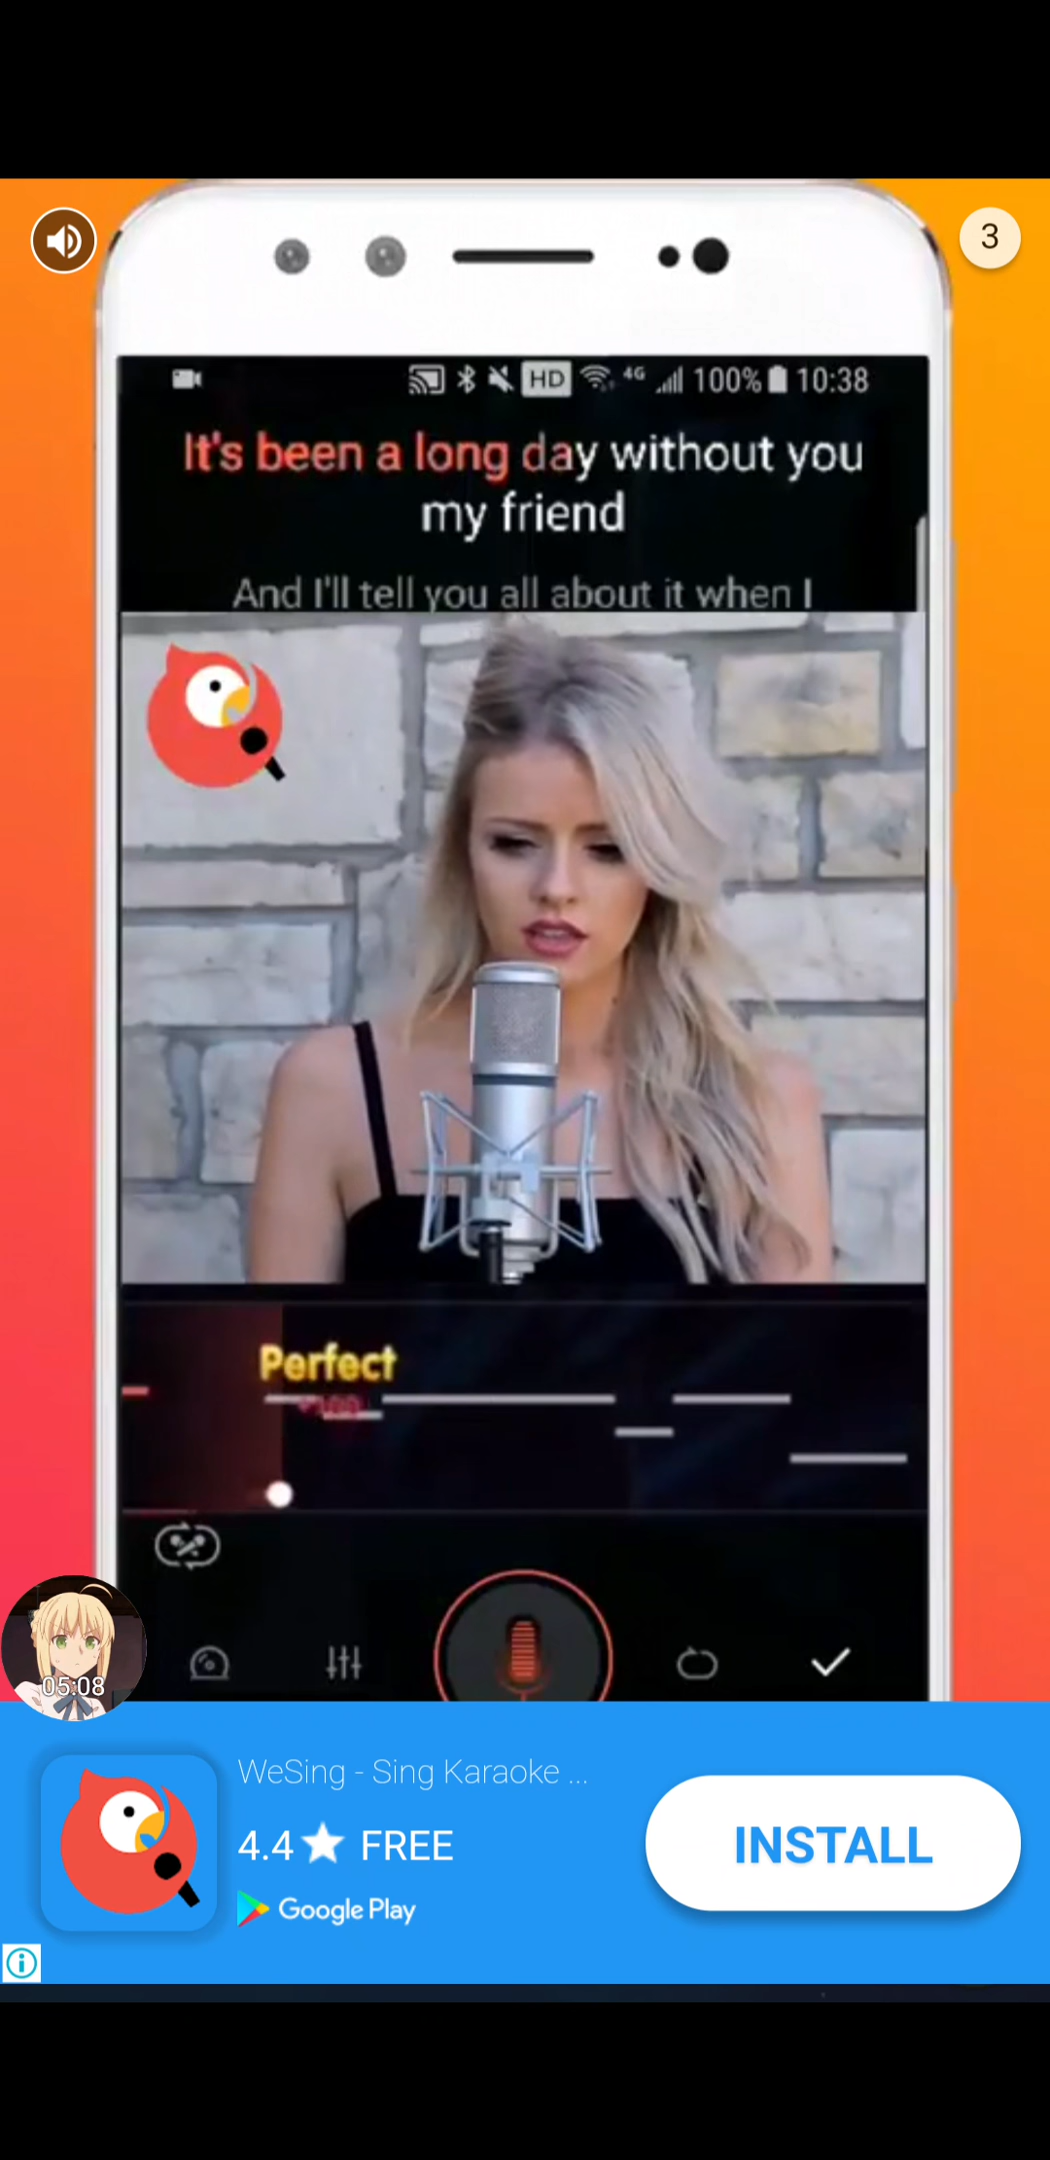 3
HD 4G 100% 10:38
It's been a long day without you
my friend
And I'll tell you all about it when I
Perfect
+100
05:08
WeSing - Sing Karaoke ...
4.4 FREE
INSTALL
Google Play